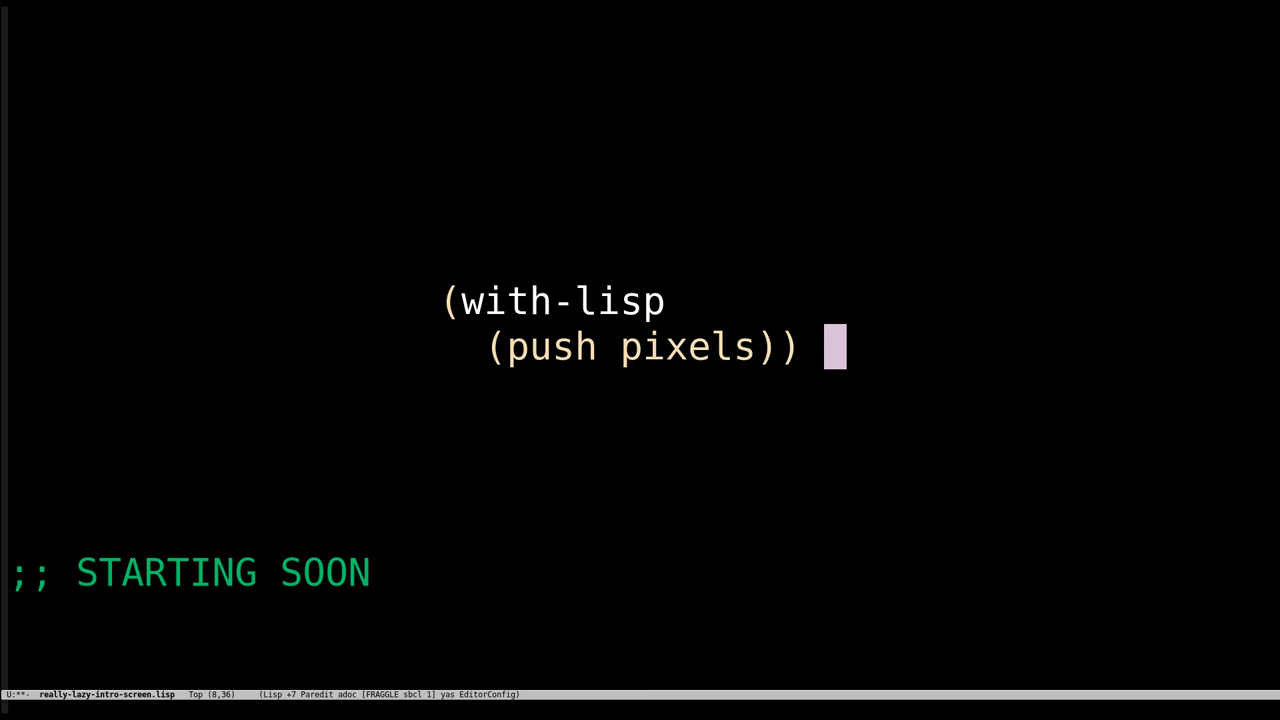 (with-lisp
(push pixels))
;; STARTING SOON
U:**- really-lazy-intro-screen.lisp Top (8,36) (Lisp +7 Paredit adoc [FRAGGLE sbcl 1] yas EditorConfig)